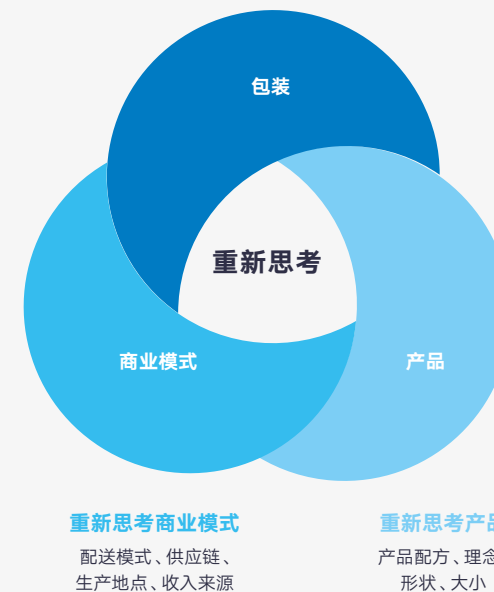 包装
重新思考
商业模式
产品
重新思考商业模式
配送模式、供应链、
生产地点、收入来源
重新思考产品
产品配方、理念
形状、大小